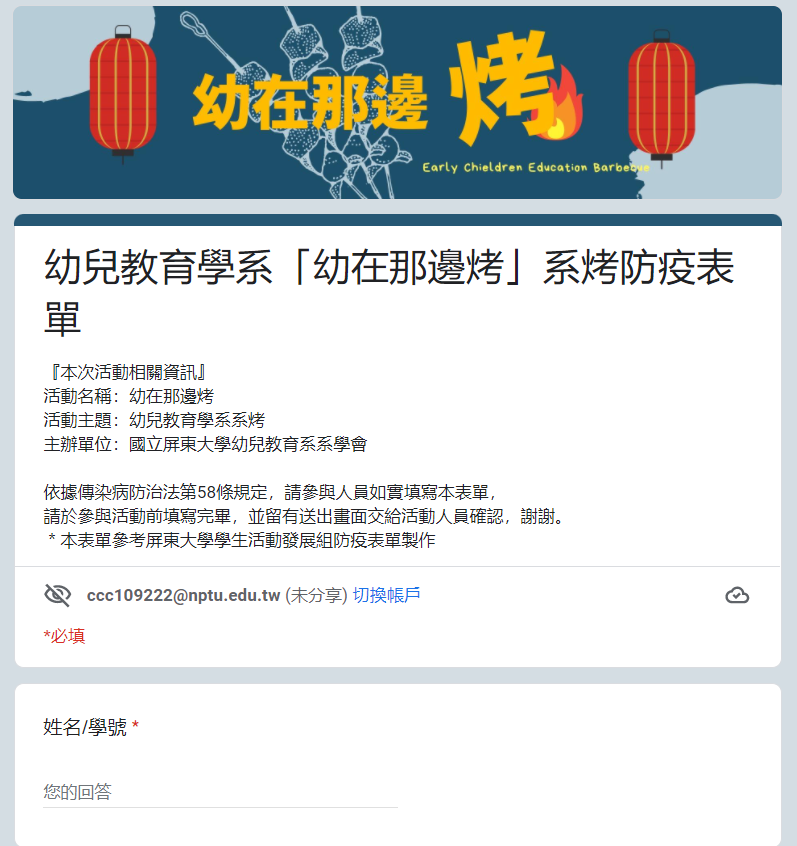 幼在那邊烤
Early Chieldren Education Barbebue
幼兒教育學系「幼在那邊烤」系烤防疫表
單
『本次活動相關資訊』
活動名稱：幼在那邊烤
活動主題：幼兒教育學系系烤
主辦單位：國立屏東大學幼兒教育系系學會
依據傳染病防治法第58條規定，請參與人員如實填寫本表單，
請於參與活動前填寫完畢，並留有送出畫面交給活動人員確認，謝謝。
＊本表單參考屏東大學學生活動發展組防疫表單製作
ccc109222@nptu.edu.tw (未分享) 切換帳戶
*必填
姓名/學號 *
您的回答